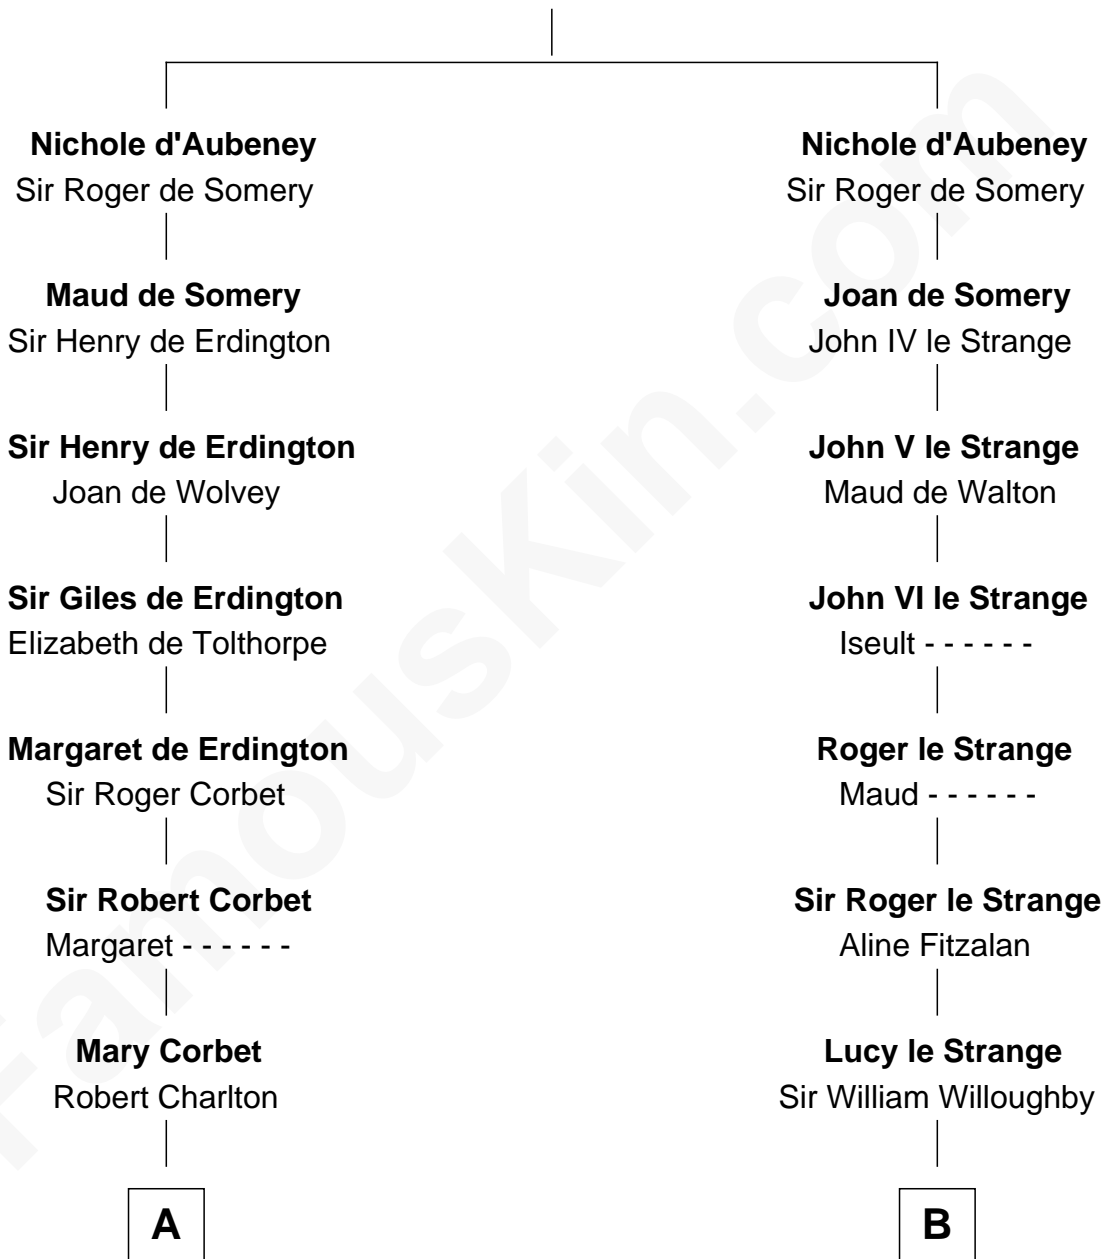 Nichole d'Aubeney
Sir Roger de Somery
Maud de Somery
Sir Henry de Erdington
Sir Henry de Erdington
Joan de Wolvey
Sir Giles de Erdington
Elizabeth de Tolthorpe
Margaret de Erdington
Sir Roger Corbet
Sir Robert Corbet
Margaret - - - - - -
Mary Corbet
Robert Charlton
A
Nichole d'Aubeney
Sir Roger de Somery
Joan de Somery
John IV le Strange
John V le Strange
Maud de Walton
John VI le Strange
Iseult - - - - - -
Roger le Strange
Maud - - - - - -
Sir Roger le Strange
Aline Fitzalan
Lucy le Strange
Sir William Willoughby
B
FamousKin.com